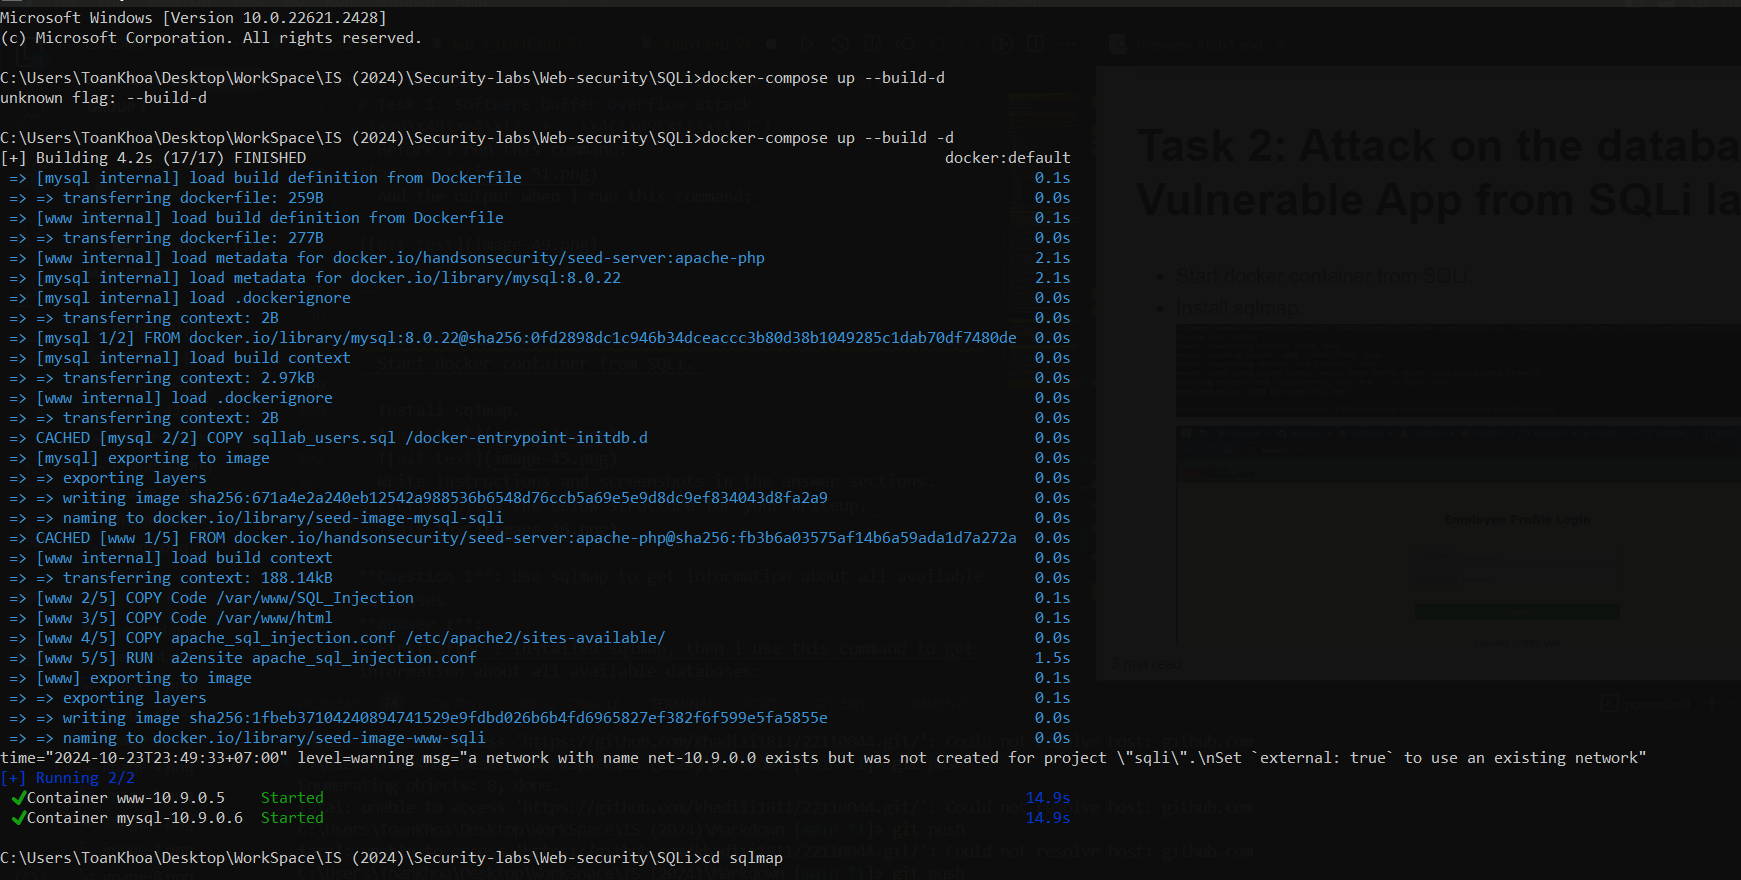 Microsoft Windows [Version 10.0.22621.2428]
(c) Microsoft Corporation. All rights reserved.
C:\Users\ToanKhoa\Desktop\WorkSpace\IS (2024)\Security-labs\Web-security\SQLi>docker-compose up --build-d
unknown flag: --build-d
C:\Users\ToanKhoa\Desktop\WorkSpace\IS (2024)\Security-labs\Web-security\SQLi>docker-compose up --build -d
[+] Building 4.2s (17/17) FINISHED docker:default
=> [mysql internal] load build definition from Dockerfile 0.1s
=> => transferring dockerfile: 259B 0.0s
=> [www internal] load build definition from Dockerfile 0.1s
=> => transferring dockerfile: 277B 0.0s
=> [www internal] load metadata for docker.io/handsonsecurity/seed-server:apache-php 2.1s
=> [mysql internal] load metadata for docker.io/library/mysql:8.0.22 2.1s
=> [mysql internal] load .dockerignore 0.0s
=> => transferring context: 2B 0.0s
=> [mysql 1/2] FROM docker.io/library/mysql:8.0.22@sha256:0fd2898dc1c946b34dceaccc3b80d38b1049285c1dab70df7480de 0.0s
=> [mysql internal] load build context 0.0s
=> => transferring context: 2.97kB 0.0s
=> [www internal] load .dockerignore 0.0s
=> => transferring context: 2B 0.0s
=> CACHED [mysql 2/2] COPY sqllab_users.sql /docker-entrypoint-initdb.d 0.0s
=> [mysql] exporting to image 0.0s
=> => exporting layers 0.0s
=> => writing image sha256:671a4e2a240eb12542a988536b6548d76ccb5a69e5e9d8dc9ef834043d8fa2a9 0.0s
=> => naming to docker.io/library/seed-image-mysql-sqli 0.0s
=> CACHED [www 1/5] FROM docker.io/handsonsecurity/seed-server:apache-php@sha256:fb3b6a03575af14b6a59ada1d7a272a 0.0s
=> [www internal] load build context 0.0s
=> => transferring context: 188.14kB 0.0s
=> [www 2/5] COPY Code /var/www/SQL_Injection 0.1s
=> [www 3/5] COPY Code /var/www/html 0.1s
=> [www 4/5] COPY apache_sql_injection.conf /etc/apache2/sites-available/ 0.0s
=> [www 5/5] RUN  a2ensite apache_sql_injection.conf 1.5s
=> [www] exporting to image 0.1s
=> => exporting layers 0.1s
=> => writing image sha256:1fbeb37104240894741529e9fdbd026b6b4fd6965827ef382f6f599e5fa5855e 0.0s
=> => naming to docker.io/library/seed-image-www-sqli 0.0s
time="2024-10-23T23:49:33+07:00" level=warning msg="a network with name net-10.9.0.0 exists but was not created for project \"sqli\".\nSet `external: true` to use an existing network"
[+] Running 2/2
✔Container www-10.9.0.5 Started 14.9s
✔Container mysql-10.9.0.6 Started 14.9s
C:\Users\ToanKhoa\Desktop\WorkSpace\IS (2024)\Security-labs\Web-security\SQLi>cd sqlmap
Task 2: Attack on the databa
Vulnerable App from SQLi la
Start docker container from SQLi.
Install sqlmap.
Employee Profile Login